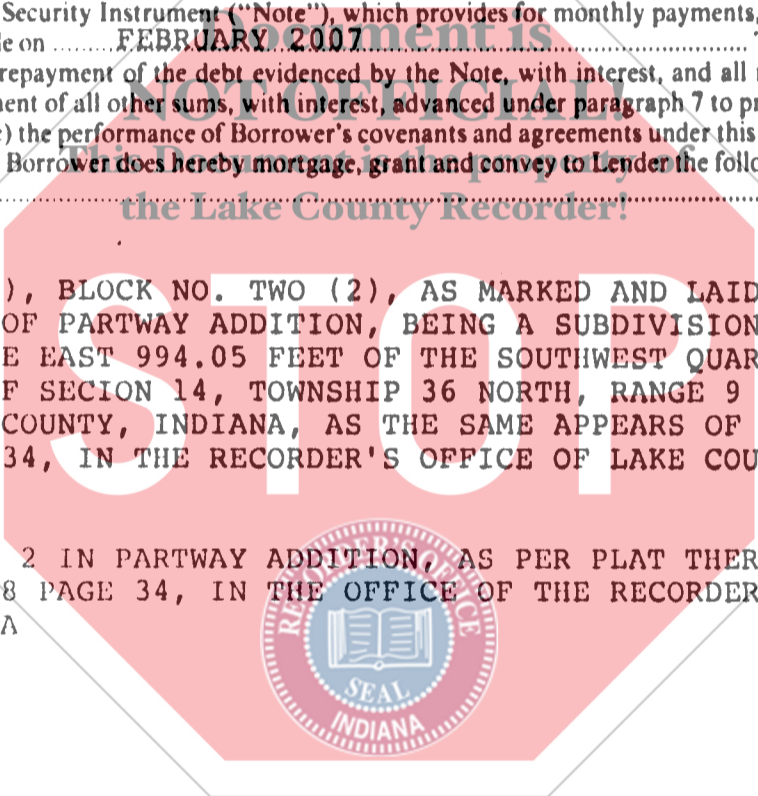 Security Instrument ("Note"), which provides for monthly payments,
le on ........FEBRUARY 2007........
Document is
repayment of the debt evidenced by the Note, with interest, and all
NOT OFFICIAL!
nent of all other sums, with interest, advanced under paragraph 7 to pr
) the performance of Borrower's covenants and agreements under this
This Document is the property of
Borrower does hereby mortgage, grant and convey to Lender the follo
the Lake County Recorder!
), BLOCK NO. TWO (2), AS MARKED AND LAID
OF PARTWAY ADDITION, BEING A SUBDIVISION
E EAST 994.05 FEET OF THE SOUTHWEST QUAR
F SECION 14, TOWNSHIP 36 NORTH, RANGE 9
COUNTY, INDIANA, AS THE SAME APPEARS OF
34, IN THE RECORDER'S OFFICE OF LAKE COU
STOP
2 IN PARTWAY ADDITION, AS PER PLAT THER
8 PAGE 34, IN THE OFFICE OF THE RECORDER
A
RECORDER'S OFFICE
SEAL
INDIANA